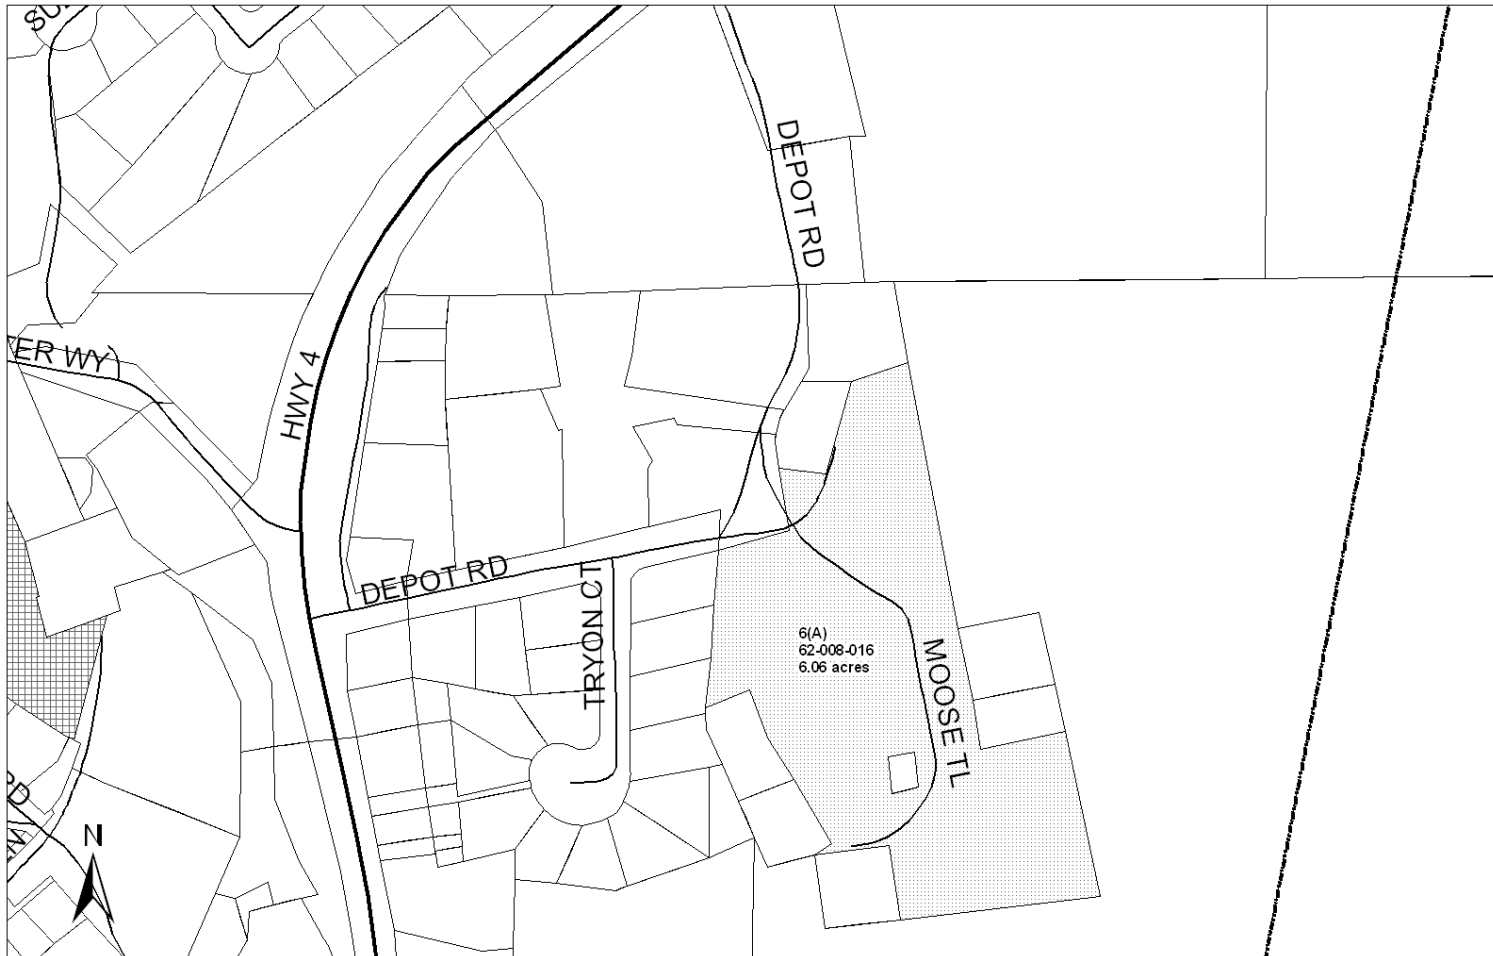 DEPOT RD
ER WY
HWY 4
DEPOT RD
TRYON CT
6(A)
62-008-016
6.06 acres
MOOSE TL
N